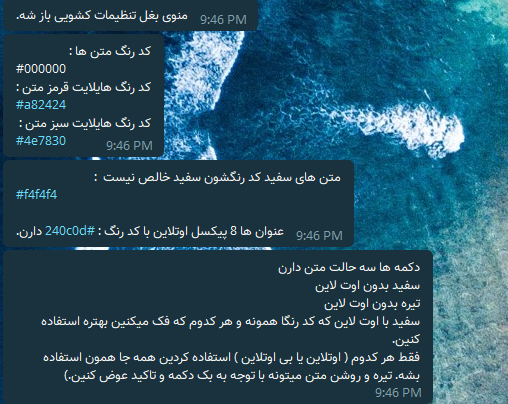 منوی بغل تنظیمات کشویی باز شه.
9:46 PM
کد رنگ متن ها :
#000000
کد رنگ هایلایت قرمز متن :
#a82424
کد رنگ هایلایت سبز متن :
#4e7830
9:46 PM
متن های سفید کد رنگشون سفید خالص نیست :
#f4f4f4
عنوان ها 8 پیکسل اوتلاین با کد رنگ : #240c0d دارن.
9:46 PM
دکمه ها سه حالت متن دارن
سفید بدون اوت لاین
تیره بدون اوت لاین
سفید با اوت لاین که کد رنگا همونه و هر کدوم که فک میکنین بهتره استفاده
کنین.
فقط هر کدوم ( اوتلاین یا بی اوتلاین ) استفاده کردین همه جا همون استفاده
بشه. تیره و روشن متن میتونه با توجه به بک دکمه و تاکید عوض کنین.)
9:46 PM